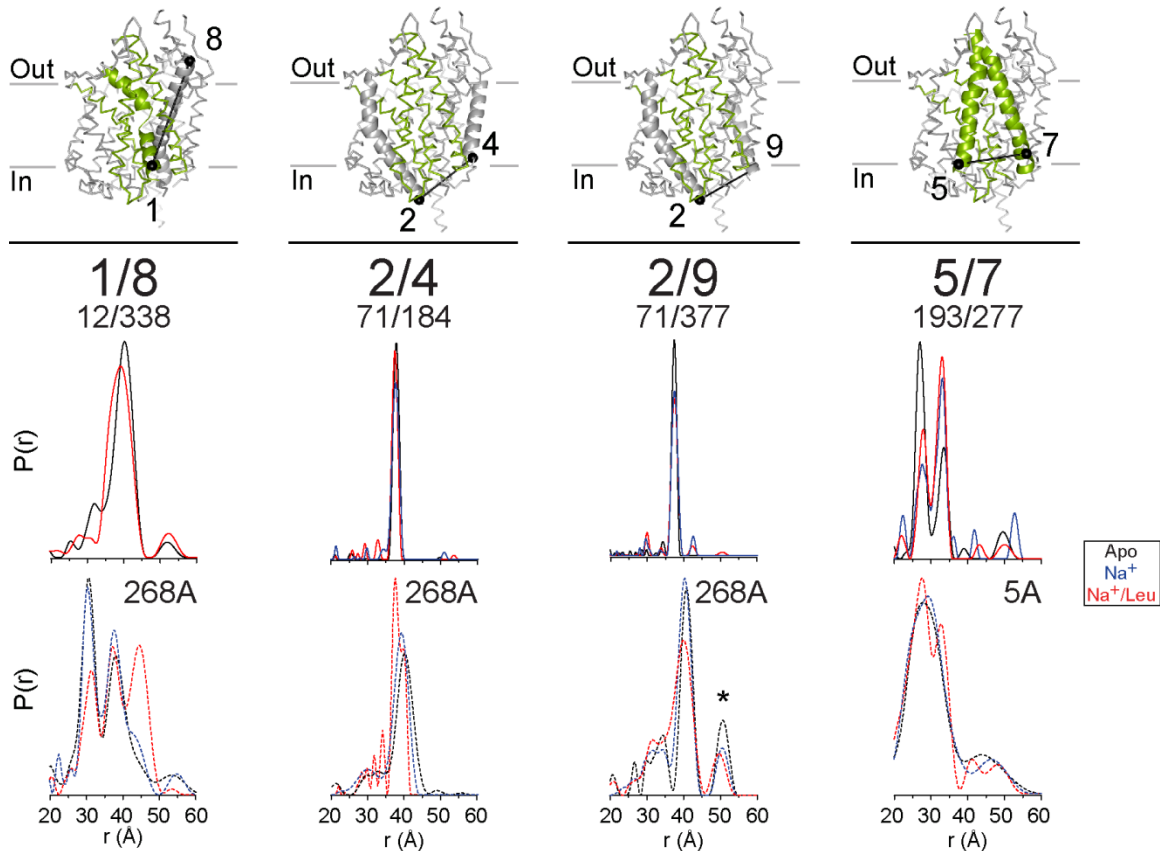 8
Out
In
1
Out
In
4
2
Out
In
9
2
Out
In
5
7
1/8
12/338
2/4
71/184
2/9
71/377
5/7
193/277
P(r)
Apo
Na⁺
Na⁺/Leu
P(r)
268A
268A
268A
*
5A
20 30 40 50 60
20 30 40 50 60
20 30 40 50 60
20 30 40 50 60
r (Å)
r (Å)
r (Å)
r (Å)